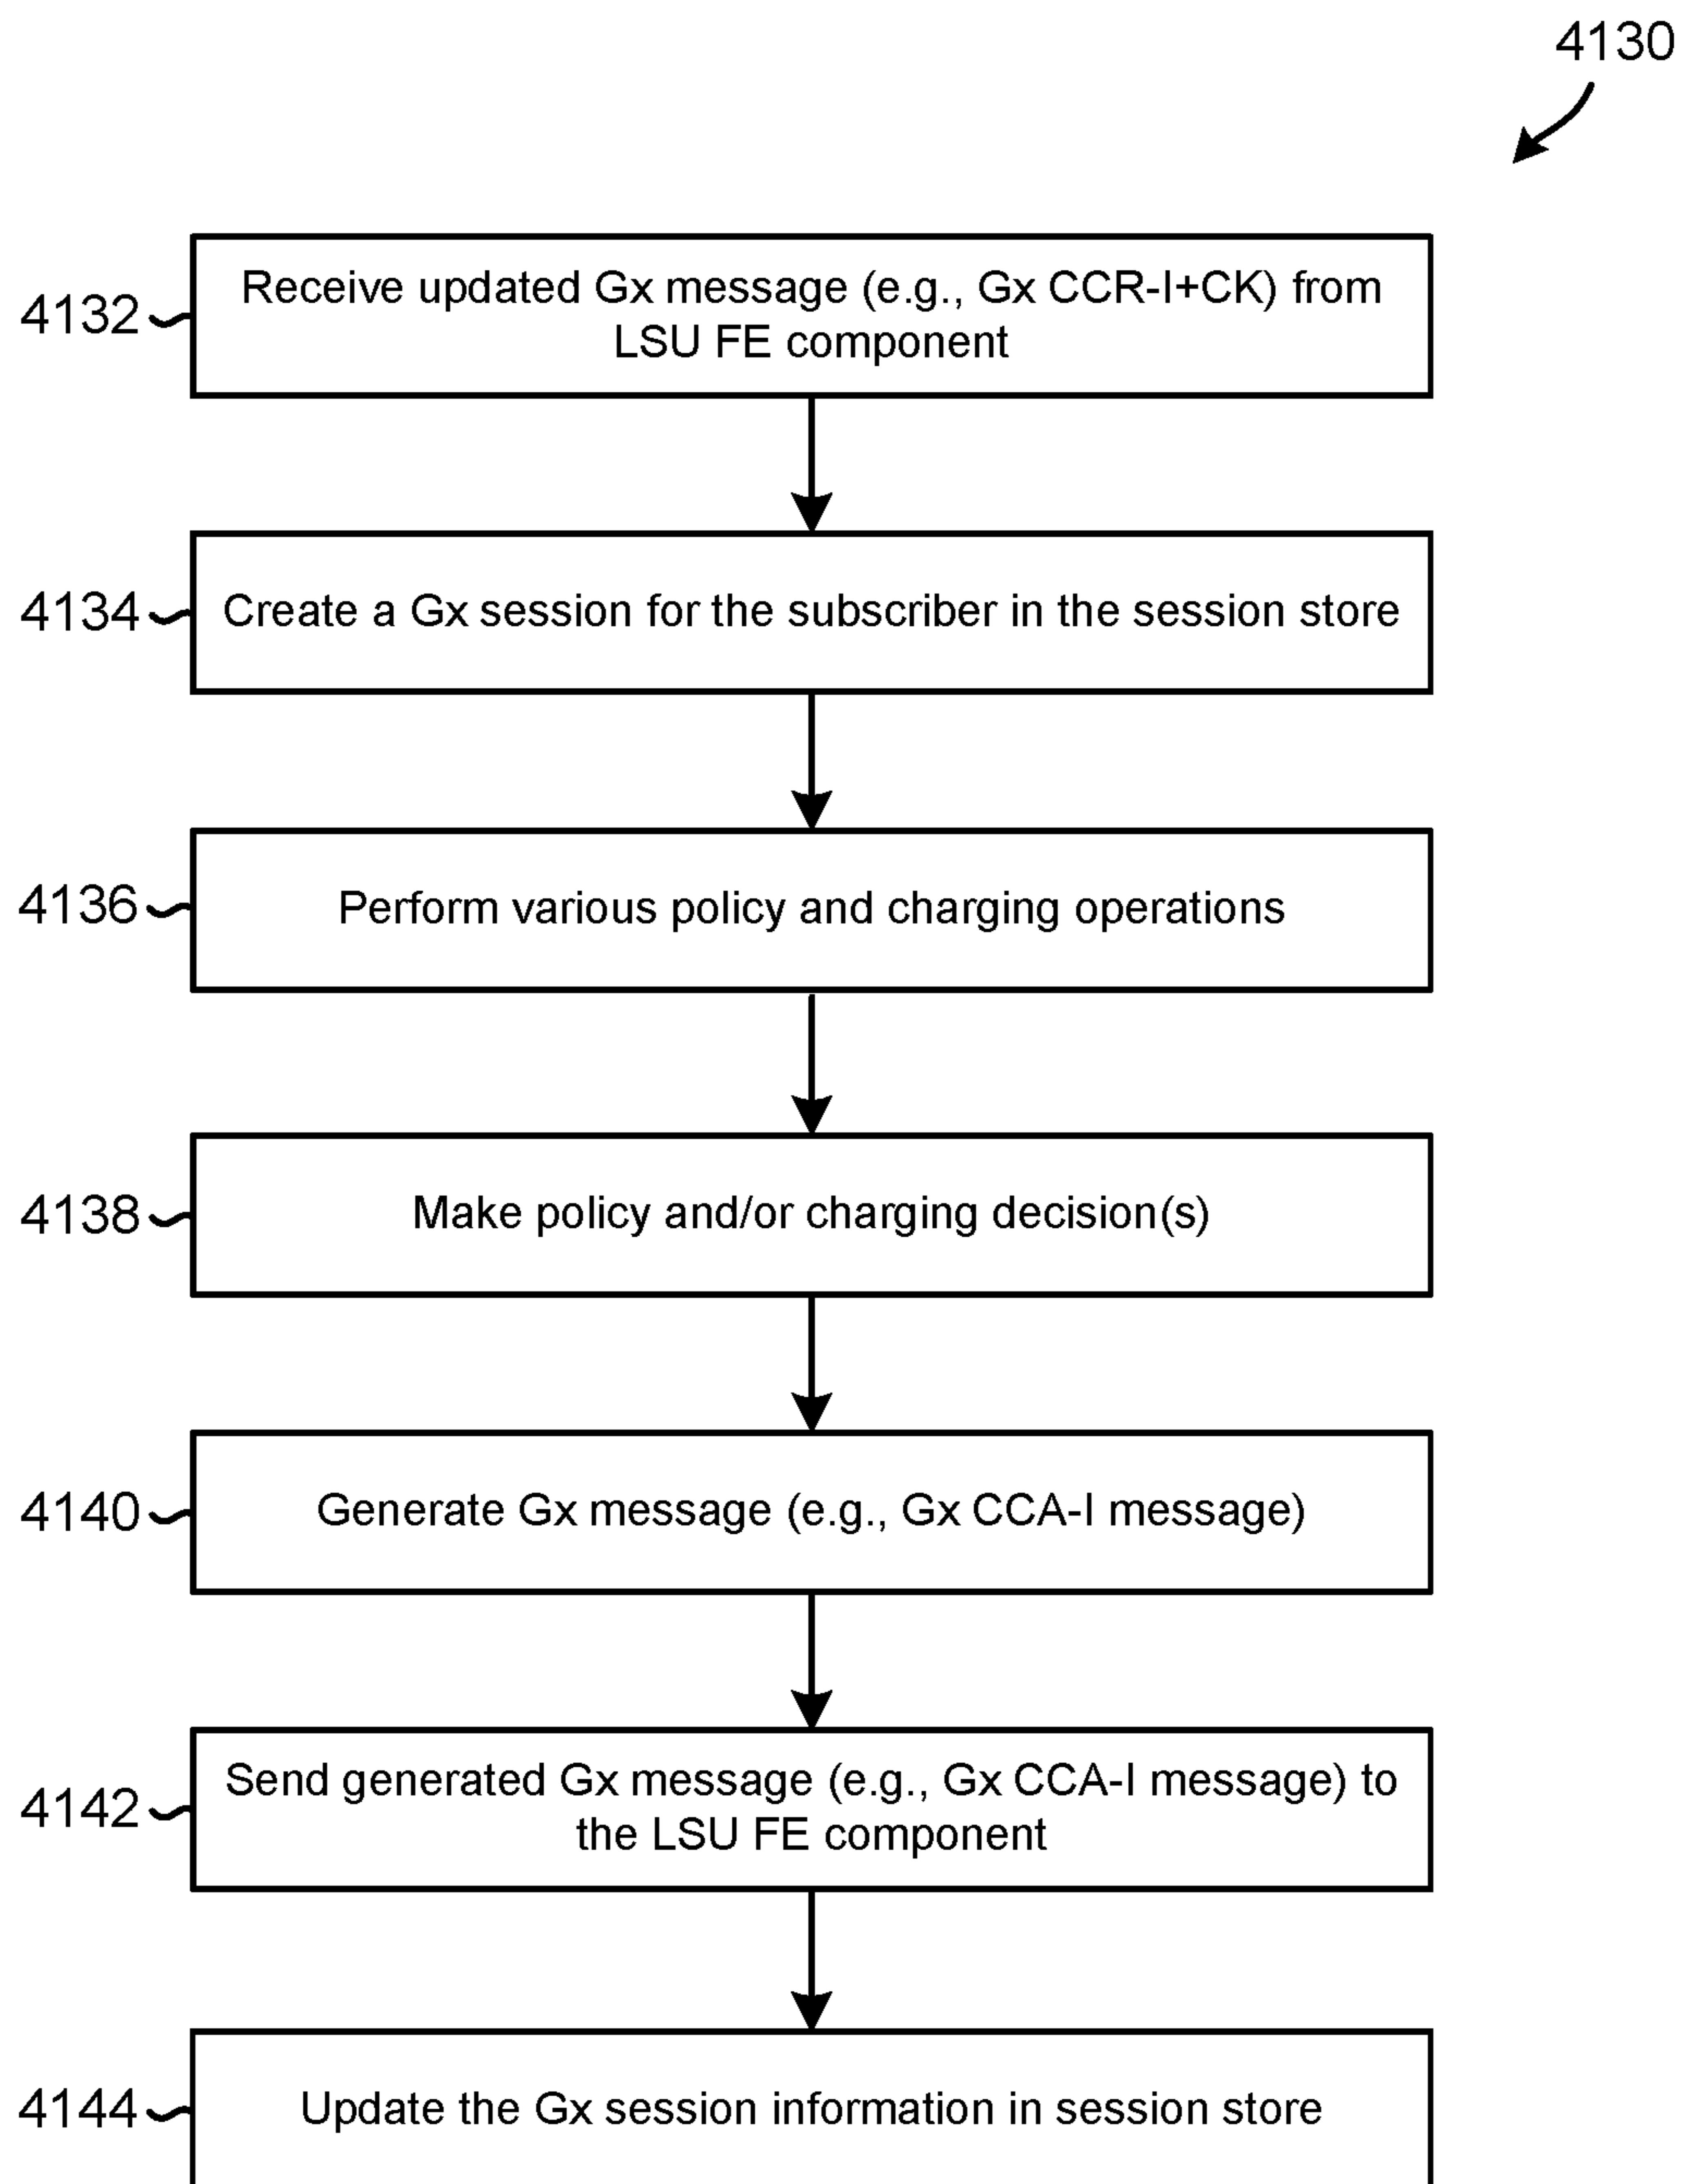 4130
4132
Receive updated Gx message (e.g., Gx CCR-I+CK) from
LSU FE component
4134
Create a Gx session for the subscriber in the session store
4136
Perform various policy and charging operations
4138
Make policy and/or charging decision(s)
4140
Generate Gx message (e.g., Gx CCA-I message)
4142
Send generated Gx message (e.g., Gx CCA-I message) to
the LSU FE component
4144
Update the Gx session information in session store